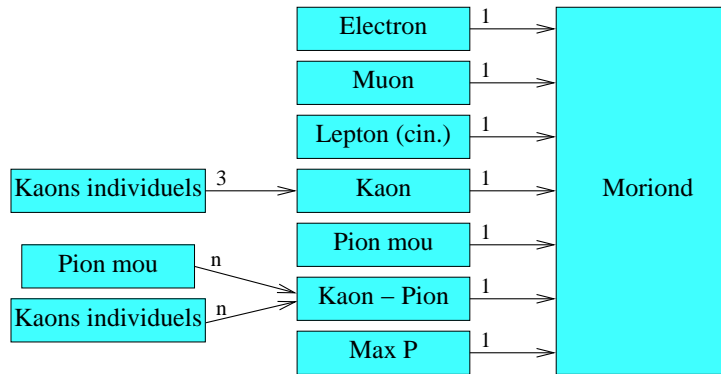 Electron
1
Muon
1
Lepton (cin.)
1
Kaons individuels
3
Kaon
1
Moriond
Pion mou
1
Pion mou
n
Kaon – Pion
1
Kaons individuels
n
Max P
1